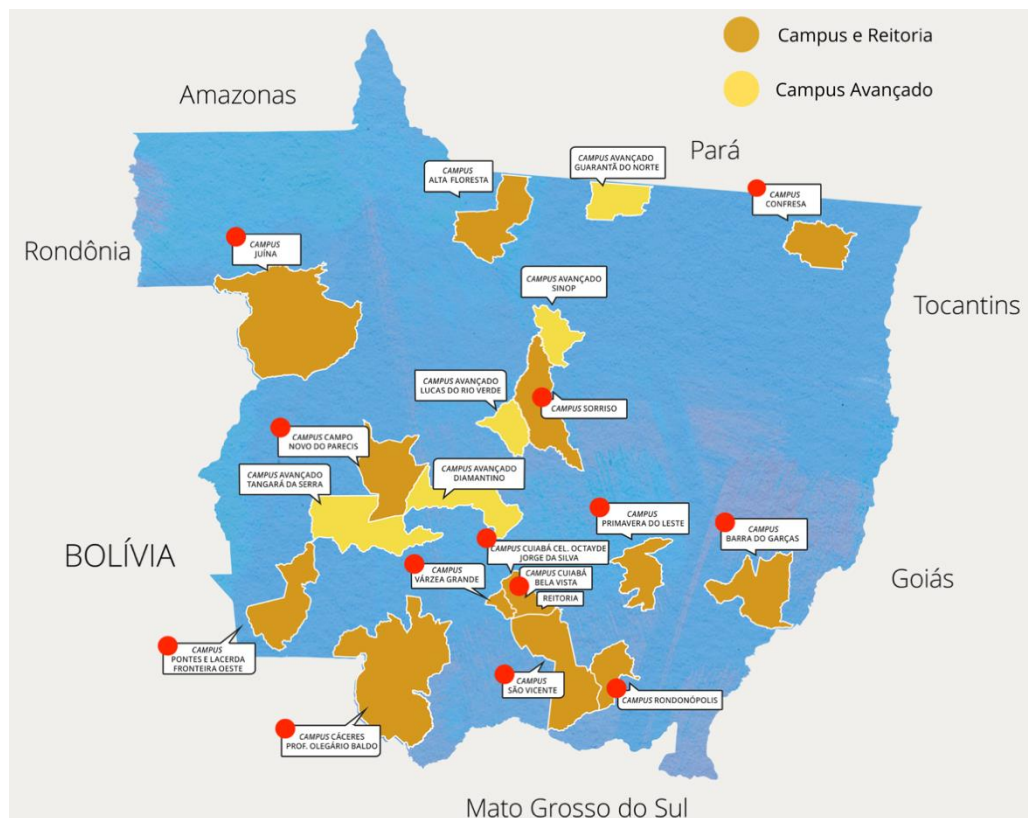 Campus e Reitoria
Campus Avançado
Amazonas
Pará
Rondônia
Tocantins
BOLÍVIA
Goiás
Mato Grosso do Sul
CAMPUS
ALTA FLORESTA
CAMPUS AVANÇADO
GUARANTÃ DO NORTE
CAMPUS
CONFRESA
CAMPUS
JUÍNA
CAMPUS AVANÇADO
SINOP
CAMPUS AVANÇADO
LUCAS DO RIO VERDE
CAMPUS SORRISO
CAMPUS CAMPO
NOVO DO PARECIS
CAMPUS AVANÇADO
TANGARÁ DA SERRA
CAMPUS AVANÇADO
DIAMANTINO
CAMPUS
PRIMAVERA DO LESTE
CAMPUS
BARRA DO GARÇAS
CAMPUS CUIABÁ CEL. OCTAYDE
JORGE DA SILVA
CAMPUS
VÁRZEA GRANDE
CAMPUS CUIABÁ
BELA VISTA
REITORIA
CAMPUS
PONTES E LACERDA
FRONTEIRA OESTE
CAMPUS
SÃO VICENTE
CAMPUS RONDONÓPOLIS
CAMPUS CÁCERES
PROF. OLEGÁRIO BALDO